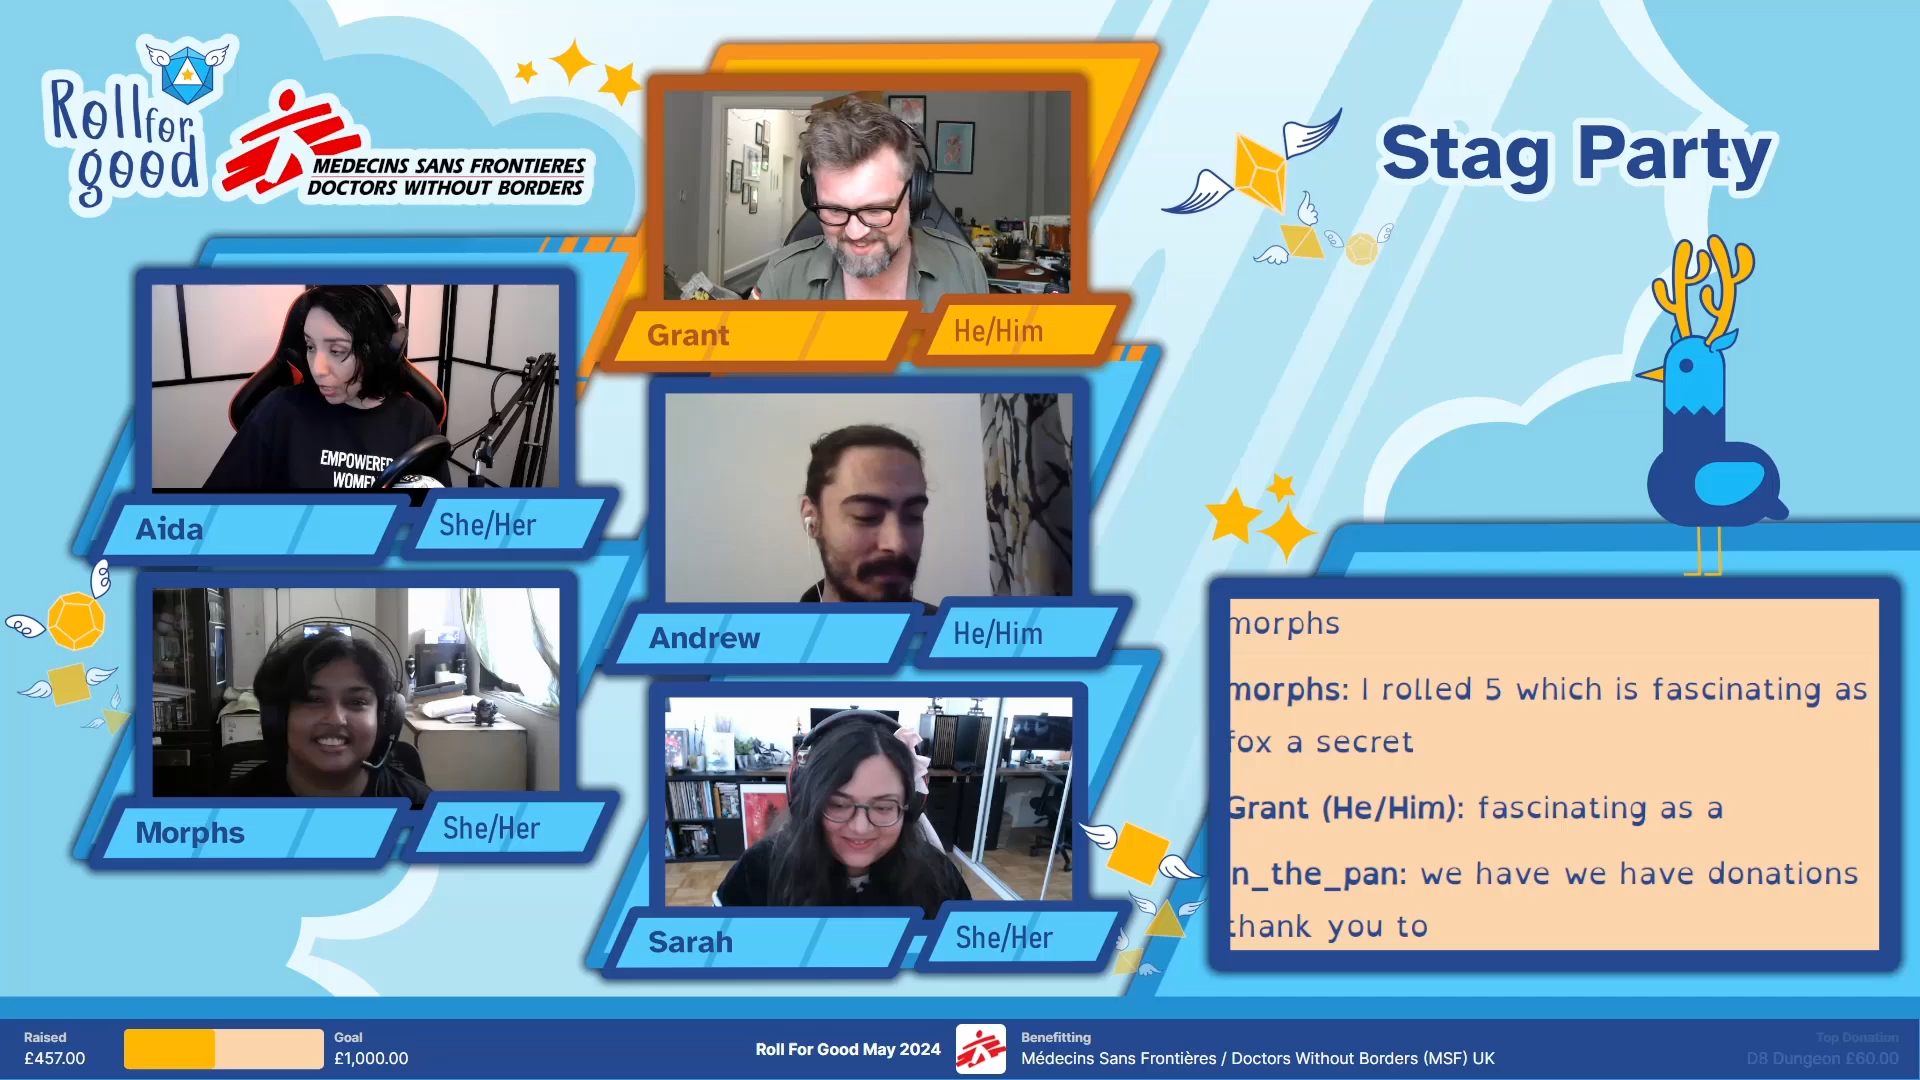 Roll for good
MEDECINS SANS FRONTIERES
DOCTORS WITHOUT BORDERS
Stag Party
Grant
He/Him
EMPOWERED
WOMEN
Aida
She/Her
Andrew
He/Him
Morphs
She/Her
Sarah
She/Her
morphs
morphs: I rolled 5 which is fascinating as
fox a secret
Grant (He/Him): fascinating as a
n_the_pan: we have we have donations
thank you to
Raised
£457.00
Goal
£1,000.00
Roll For Good May 2024
Benefitting
Médecins Sans Frontières / Doctors Without Borders (MSF) UK
Top Donation
D8 Dungeon £60.00